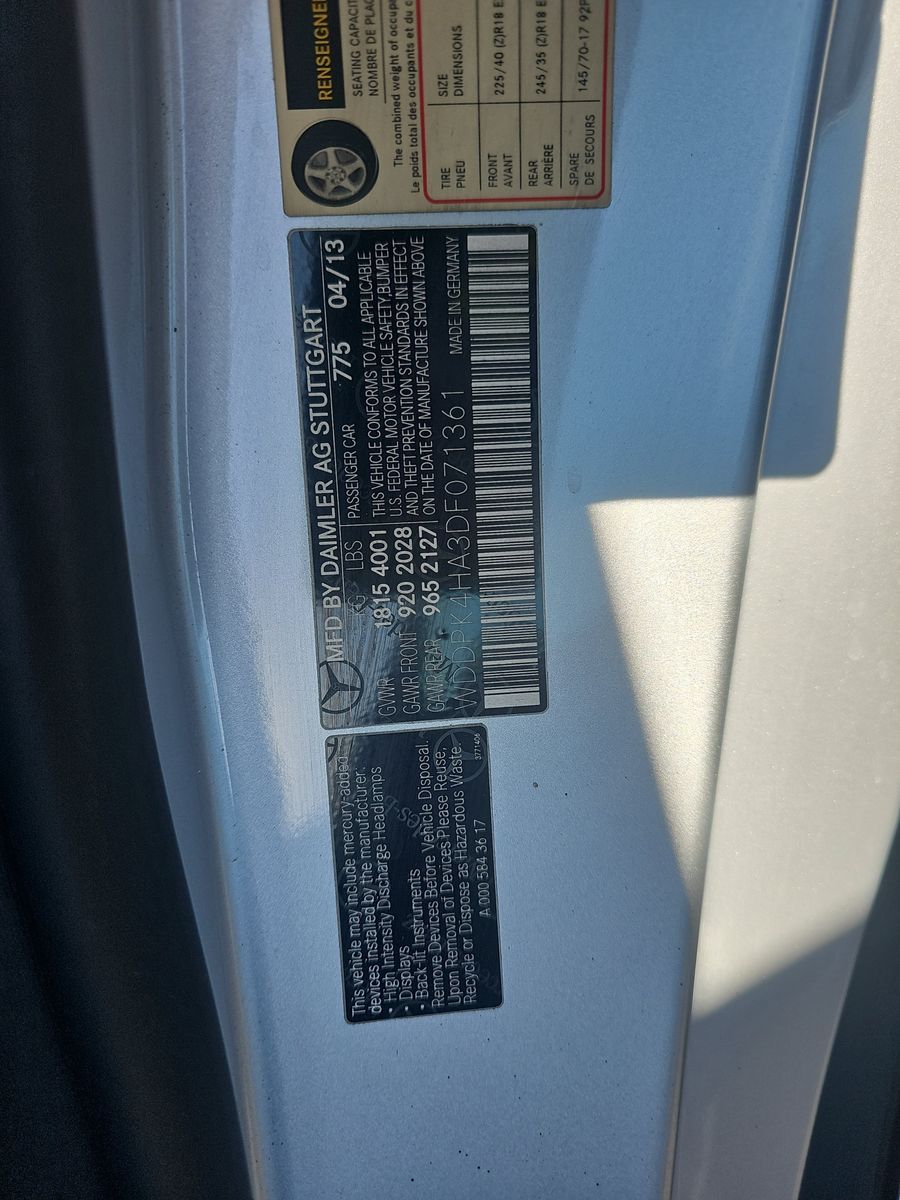 RENSEIGNE
SEATING CAPACIT
NOMBRE DE PLAC
The combined weight of occup
Le poids total des occupants et du c
TIRE SIZE
PNEU DIMENSIONS
FRONT 225/40 (Z)R18
AVANT
REAR 245/35 (Z)R18
ARRIÈRE
SPARE 145/70-17 92P
DE SECOURS
MFD BY DAIMLER AG STUTTGART
KG LBS PASSENGER CAR 775 04/13
GVWR 1815 4001 THIS VEHICLE CONFORMS TO ALL APPLICABLE
GAWR FRONT 920 2028 U.S. FEDERAL MOTOR VEHICLE SAFETY, BUMPER
GAWR REAR 965 2127 AND THEFT PREVENTION STANDARDS IN EFFECT
ON THE DATE OF MANUFACTURE SHOWN ABOVE
WDDPK4HA3DF071361 MADE IN GERMANY
This vehicle may include mercury-added
devices installed by the manufacturer:
• High Intensity Discharge Headlamps
• Displays
• Back-lit Instruments
Remove Devices Before Vehicle Disposal.
Upon Removal of Devices Please Reuse,
Recycle or Dispose as Hazardous Waste.
A 000 584 36 17
3771406